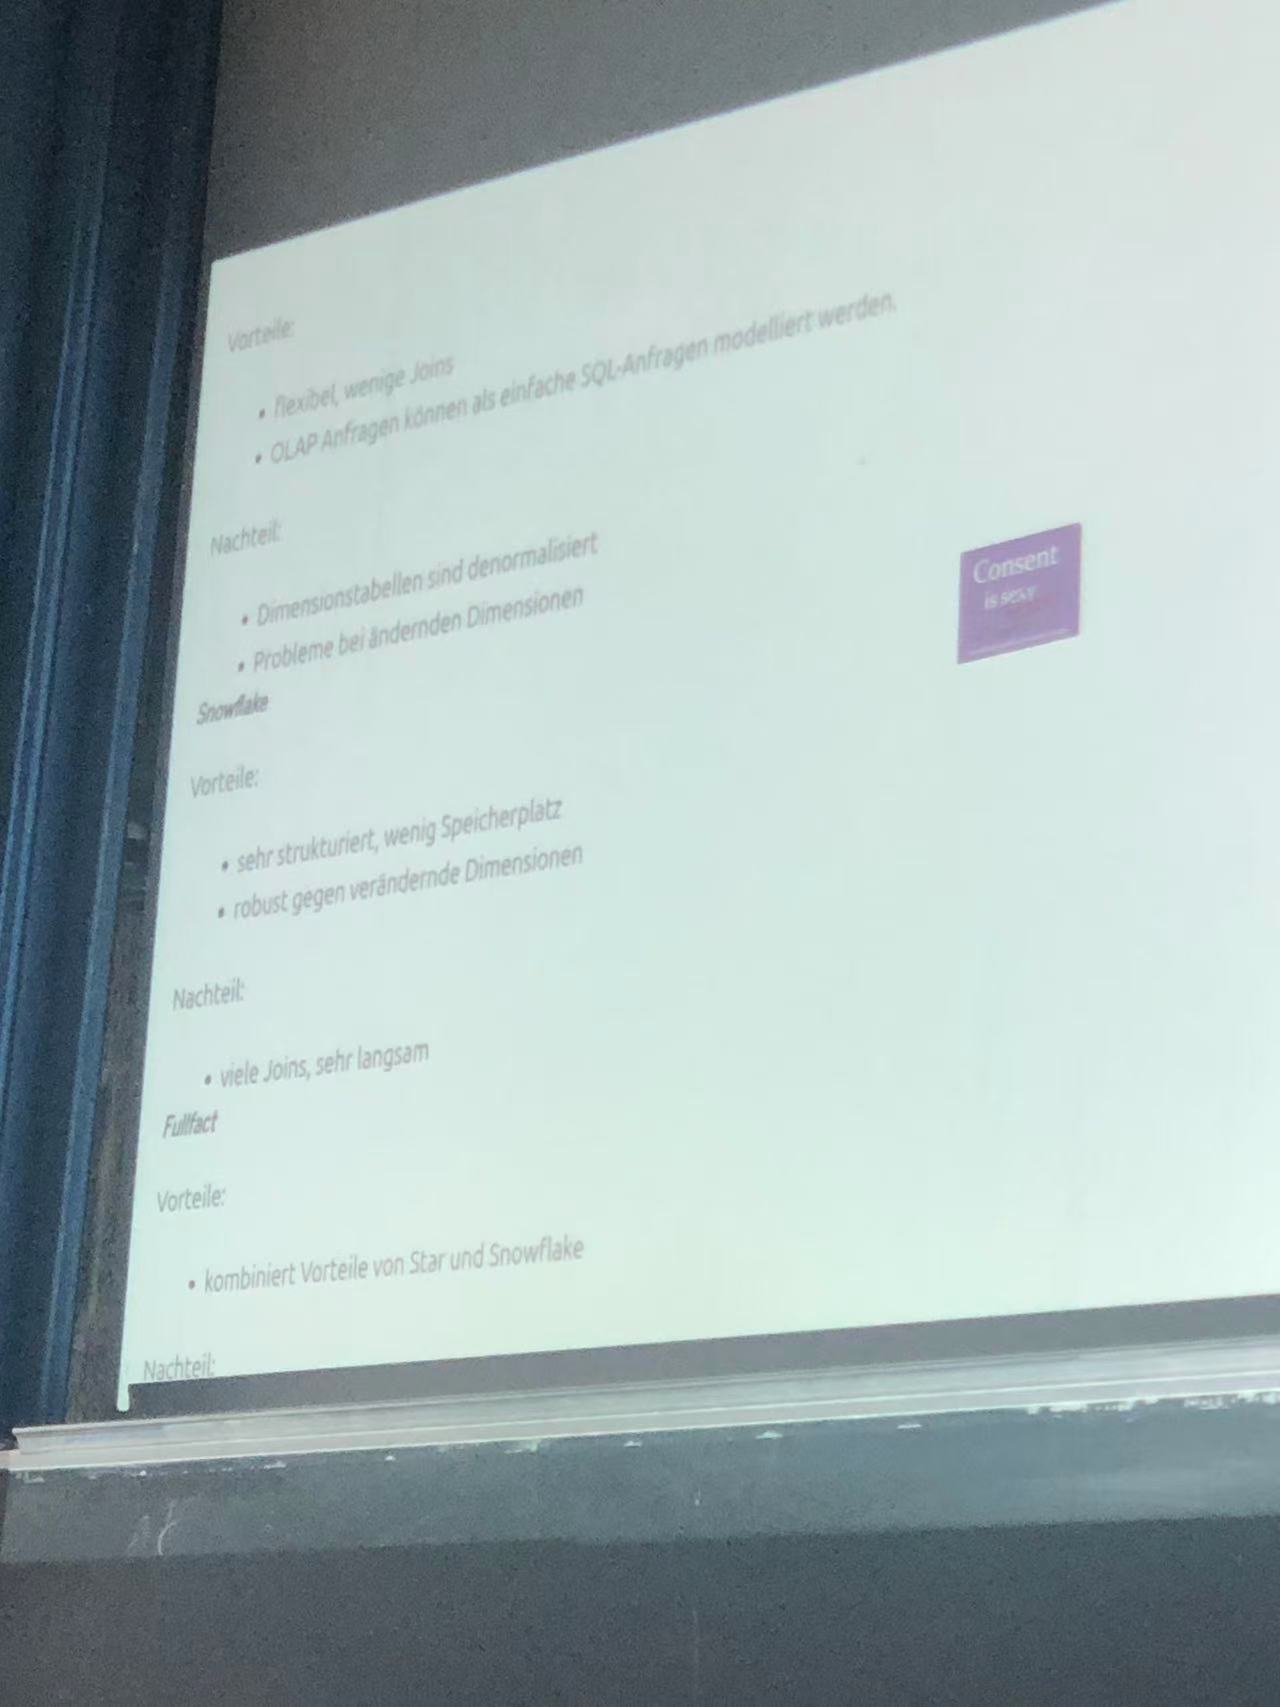 Vorteile:
• flexibel, wenige Joins
• OLAP Anfragen können als einfache SQL-Anfragen modelliert werden.
Nachteil:
• Dimensionstabellen sind denormalisiert
• Probleme bei ändernden Dimensionen
Snowflake
Vorteile:
• sehr strukturiert, wenig Speicherplatz
• robust gegen verändernde Dimensionen
Nachteil:
• viele Joins, sehr langsam
Fullfact
Vorteile:
• kombiniert Vorteile von Star und Snowflake
Nachteil:
Consent
is sexy